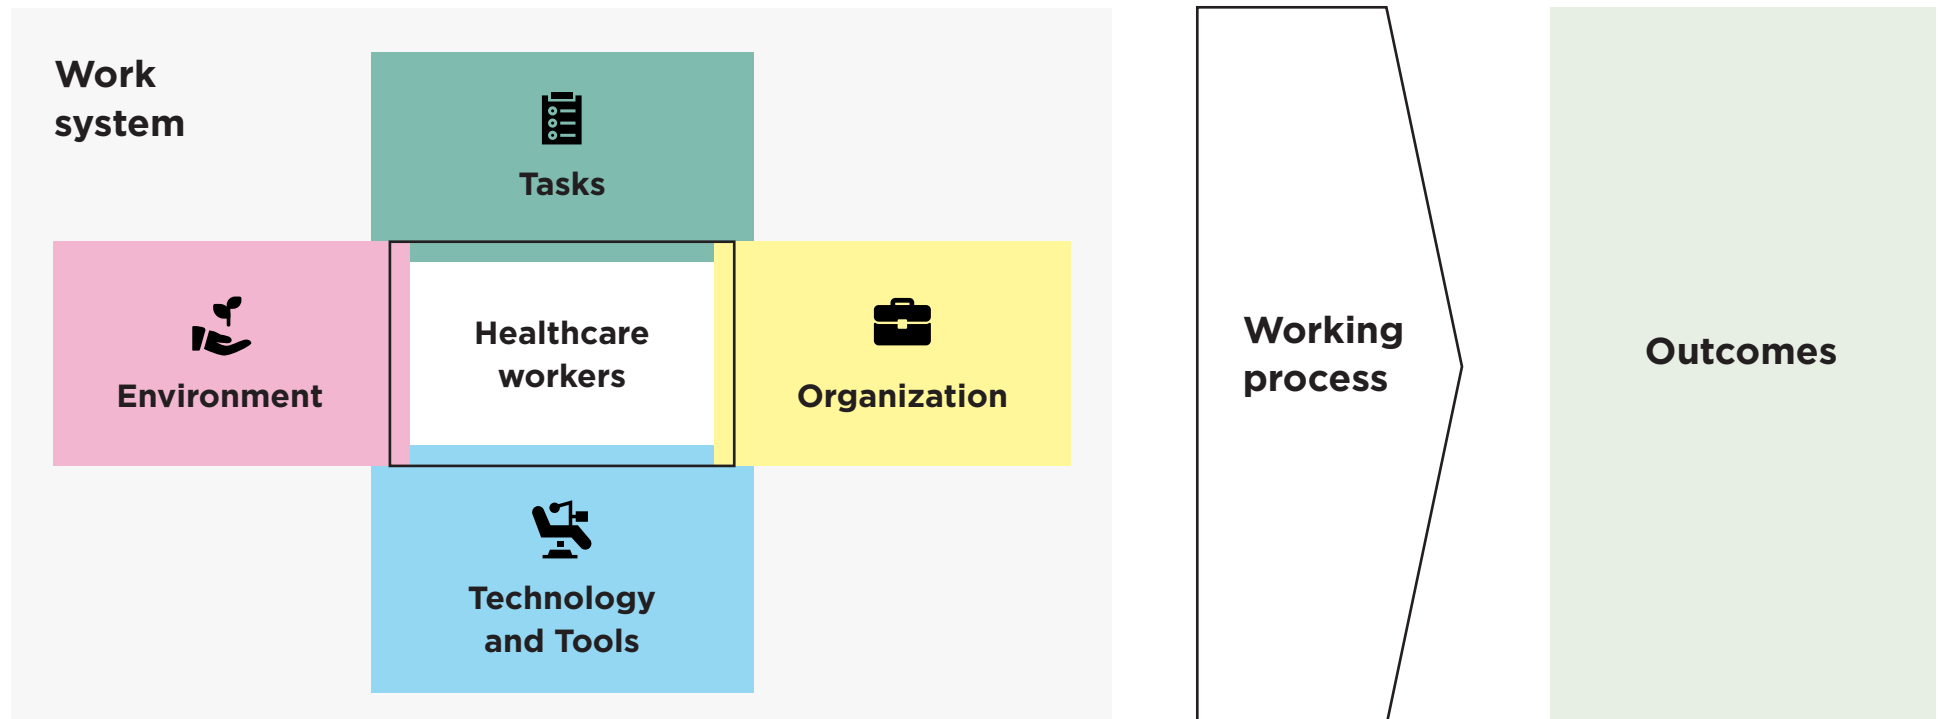 Work
system
Tasks
Environment
Healthcare
workers
Organization
Technology
and Tools
Working
process
Outcomes